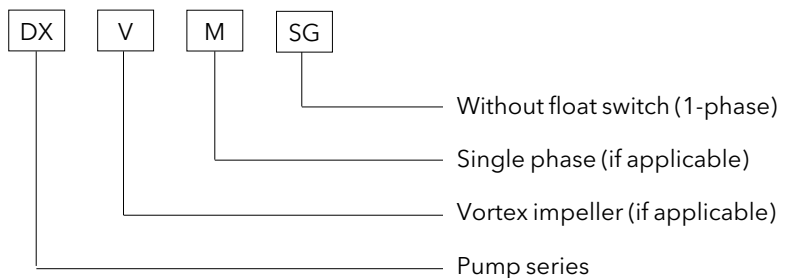 DX V M SG
Without float switch (1-phase)
Single phase (if applicable)
Vortex impeller (if applicable)
Pump series